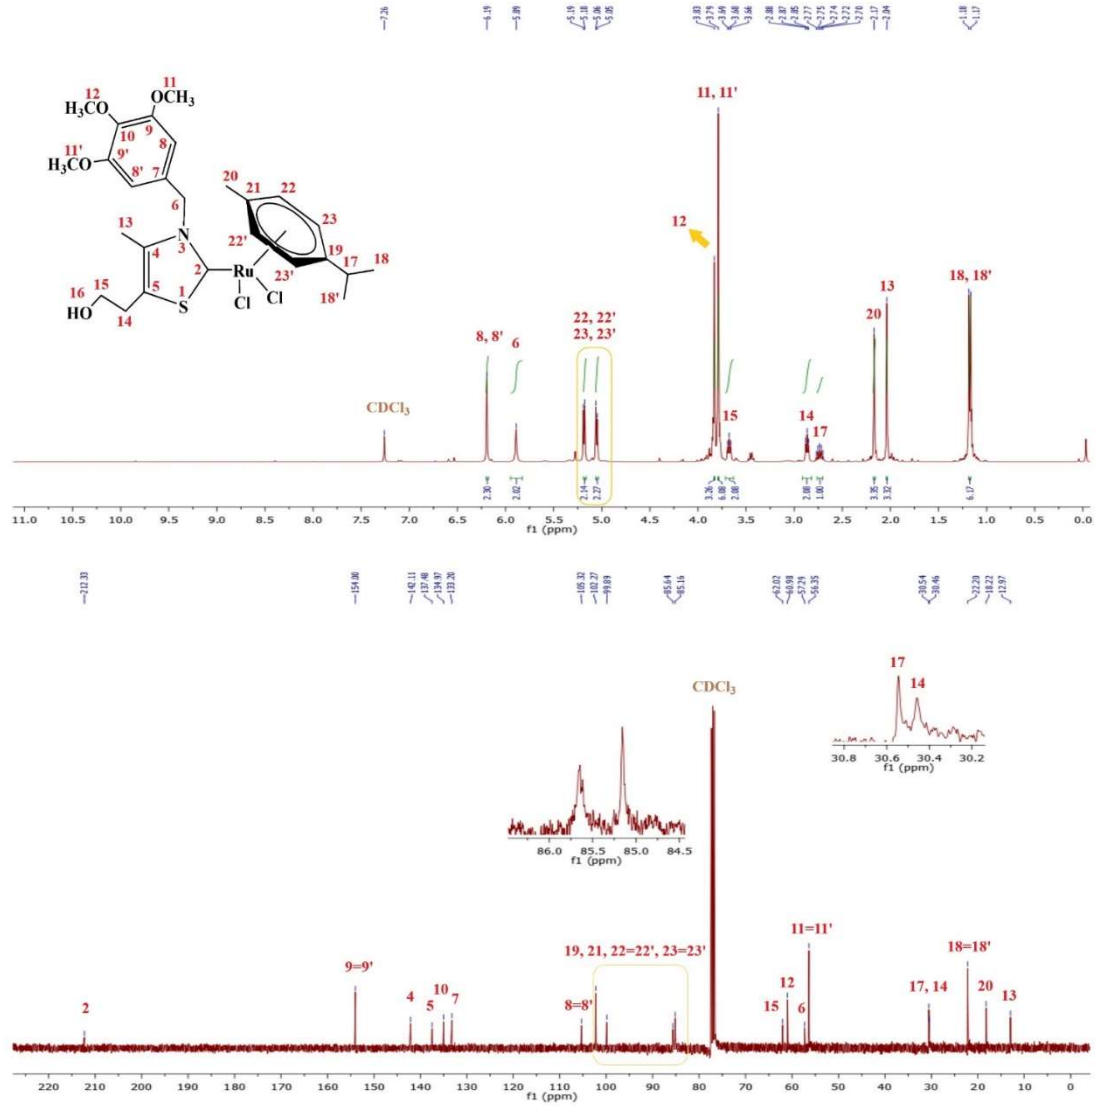 7.26 6.19 5.89 5.19 5.18 5.06 5.05 3.83 3.79 3.69 3.68 3.66 2.88 2.87 2.85 2.77 2.75 2.74 2.72 2.70 2.17 2.04 1.18 1.17
11
12 OCH3
H3CO 9
11' 10 8
H3CO 9' 7
8'
6
20 21 22
13 N 23
3 22'
4 19
2 Ru 23' 17 18
15 5 1 Cl Cl 18'
16 S
HO 14
11, 11'
12
18, 18'
13
22, 22' 20
8, 8' 6 23, 23'
CDCl3
15 14
17
2.30 2.02 2.14 2.27 3.26 6.08 2.08 2.08 1.00 3.35 3.32 6.17
11.0 10.5 10.0 9.5 9.0 8.5 8.0 7.5 7.0 6.5 6.0 5.5 5.0 4.5 4.0 3.5 3.0 2.5 2.0 1.5 1.0 0.5 0.0
f1 (ppm)
212.33 154.00 142.11 137.48 134.97 133.20 105.32 102.27 99.89 85.64 85.16 62.02 60.98 57.29 56.35 30.54 30.46 22.20 18.22 12.97
17
14
CDCl3
30.8 30.6 30.4 30.2
f1 (ppm)
86.0 85.5 85.0 84.5
f1 (ppm)
11=11'
19, 21, 22=22', 23=23'
18=18'
9=9'
12
17, 14
10
4 7 20
2 5 8=8' 15 6 13
220 210 200 190 180 170 160 150 140 130 120 110 100 90 80 70 60 50 40 30 20 10 0
f1 (ppm)